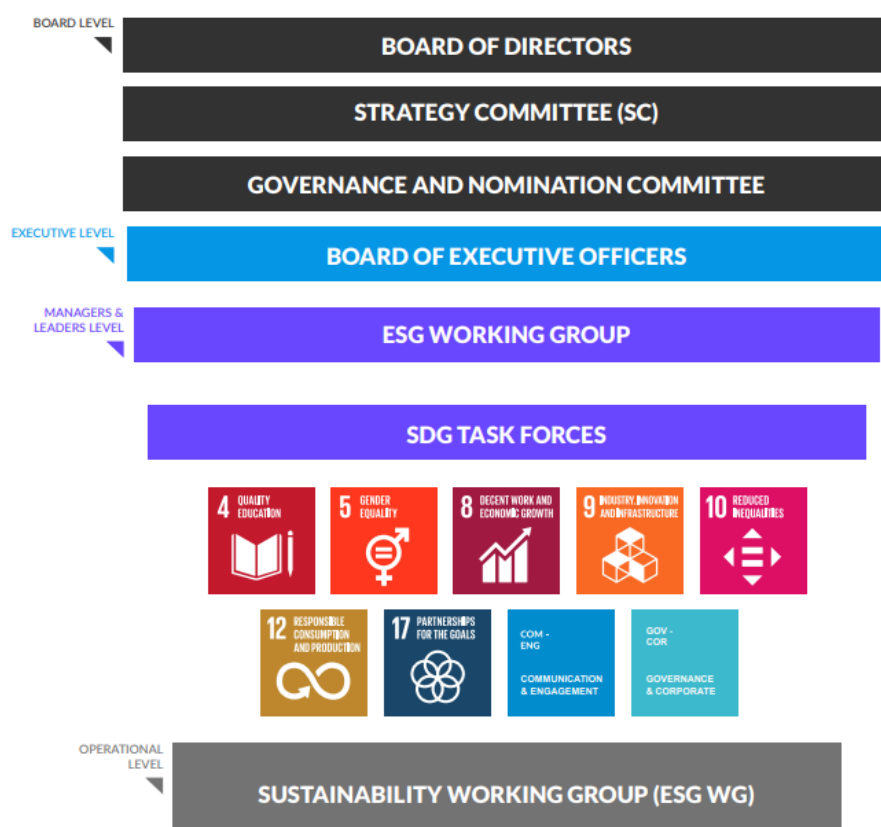 BOARD LEVEL
BOARD OF DIRECTORS
STRATEGY COMMITTEE (SC)
GOVERNANCE AND NOMINATION COMMITTEE
EXECUTIVE LEVEL
BOARD OF EXECUTIVE OFFICERS
MANAGERS &
LEADERS LEVEL
ESG WORKING GROUP
SDG TASK FORCES
4 QUALITY
EDUCATION
5 GENDER
EQUALITY
8 DECENT WORK AND
ECONOMIC GROWTH
9 INDUSTRY, INNOVATION
AND INFRASTRUCTURE
10 REDUCED
INEQUALITIES
12 RESPONSIBLE
CONSUMPTION
AND PRODUCTION
17 PARTNERSHIPS
FOR THE GOALS
COM -
ENG
COMMUNICATION
& ENGAGEMENT
GOV -
COR
GOVERNANCE
& CORPORATE
OPERATIONAL
LEVEL
SUSTAINABILITY WORKING GROUP (ESG WG)